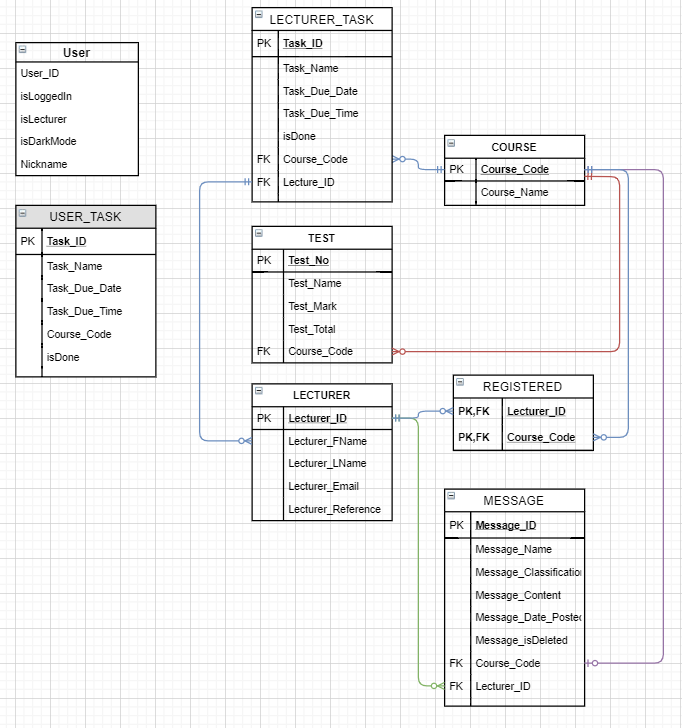 User
User_ID
isLoggedIn
isLecturer
isDarkMode
Nickname
USER_TASK
PK Task_ID
Task_Name
Task_Due_Date
Task_Due_Time
Course_Code
isDone
LECTURER_TASK
PK Task_ID
Task_Name
Task_Due_Date
Task_Due_Time
isDone
FK Course_Code
FK Lecture_ID
TEST
PK Test_No
Test_Name
Test_Mark
Test_Total
FK Course_Code
LECTURER
PK Lecturer_ID
Lecturer_FName
Lecturer_LName
Lecturer_Email
Lecturer_Reference
COURSE
PK Course_Code
Course_Name
REGISTERED
PK,FK Lecturer_ID
PK,FK Course_Code
MESSAGE
PK Message_ID
Message_Name
Message_Classificatio
Message_Content
Message_Date_Poste
Message_isDeleted
FK Course_Code
FK Lecturer_ID